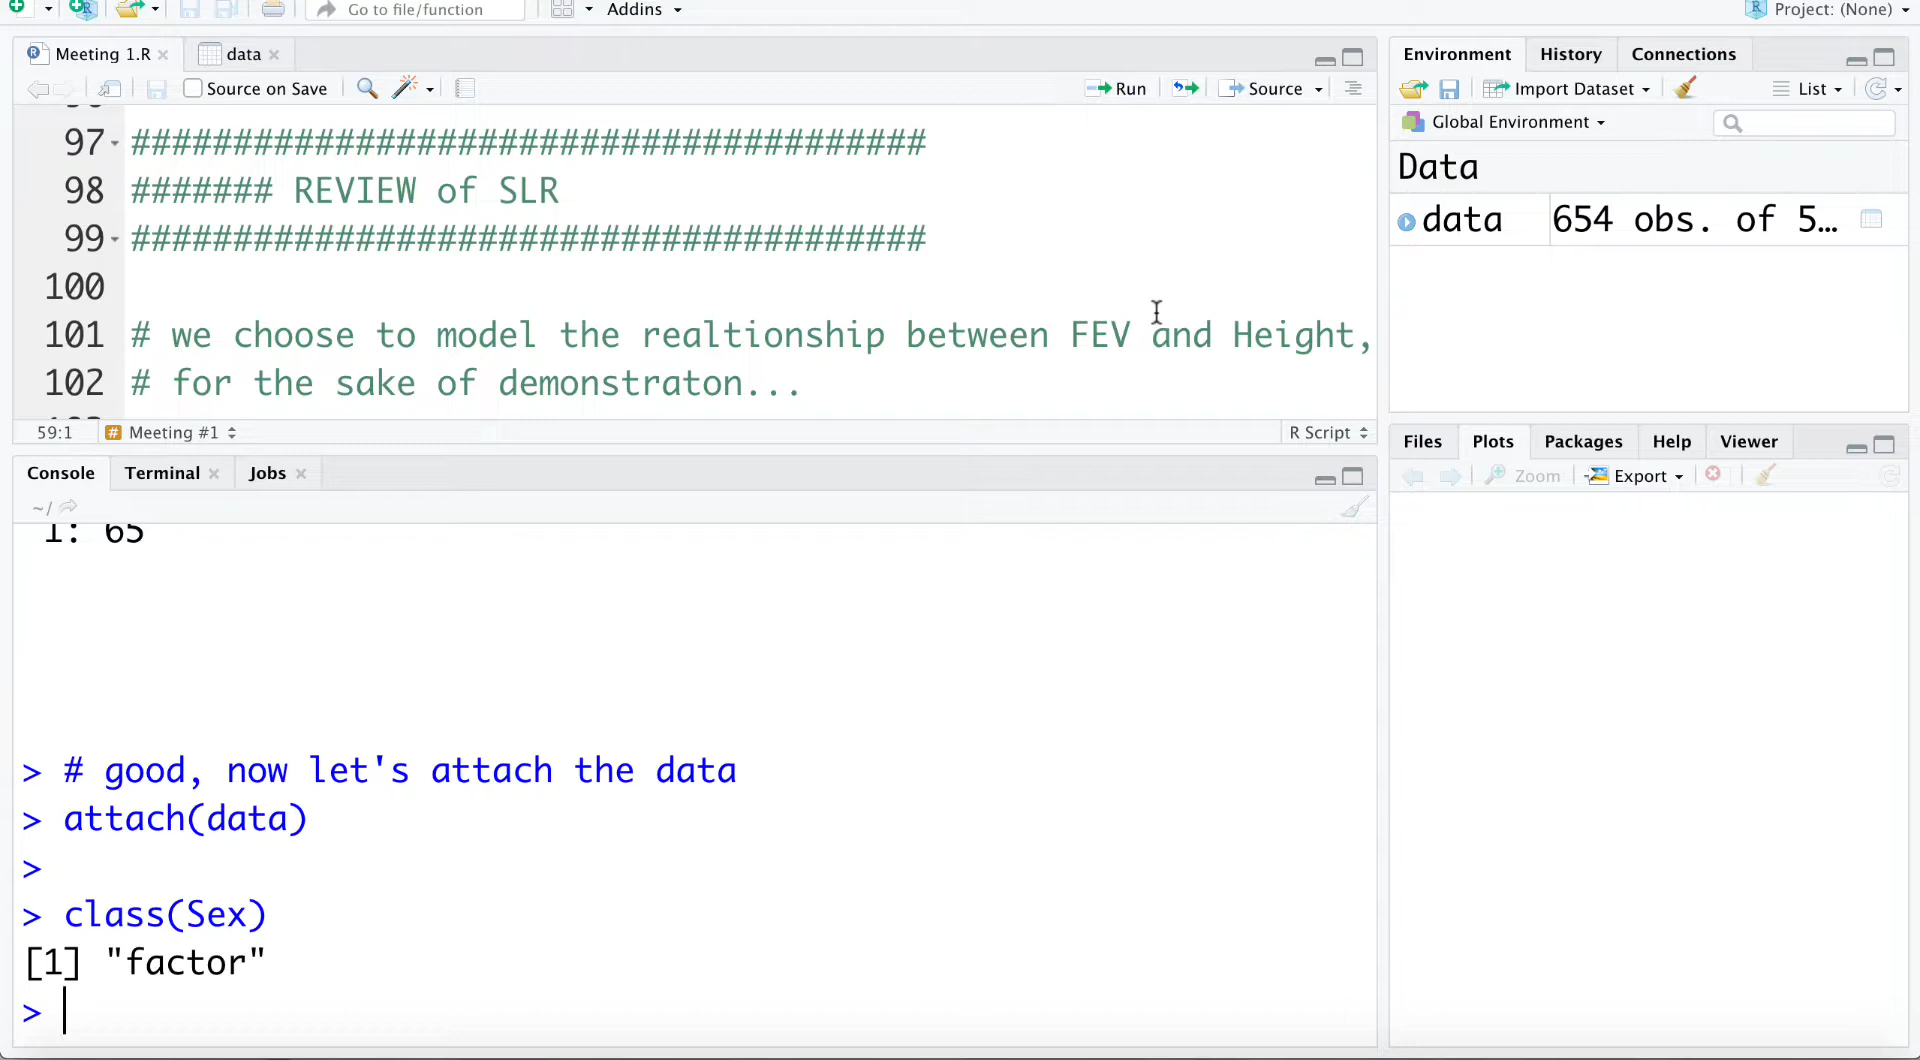 Go to file/function
Addins
Project: (None)
Meeting 1.R
data
Source on Save
Run
Source
97 #######################################
98 ####### REVIEW of SLR
99 #######################################
100
101 # we choose to model the realtionship between FEV and Height,
102 # for the sake of demonstraton...
59:1
Meeting #1
R Script
Console
Terminal
Jobs
~/
1: 65
> # good, now let's attach the data
> attach(data)
>
> class(Sex)
[1] "factor"
>
Environment
History
Connections
Import Dataset
List
Global Environment
Data
data
654 obs. of 5…
Files
Plots
Packages
Help
Viewer
Zoom
Export